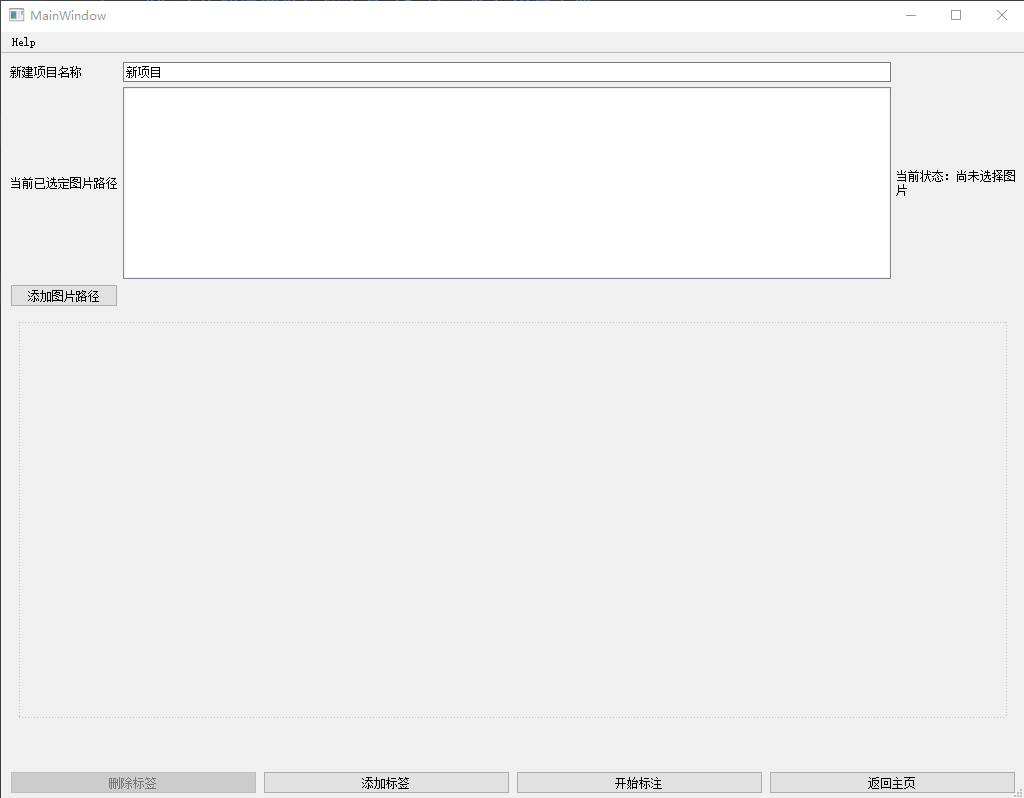 MainWindow
Help
新建项目名称
新项目
当前已选定图片路径
当前状态：尚未选择图
片
添加图片路径
删除标签
添加标签
开始标注
返回主页